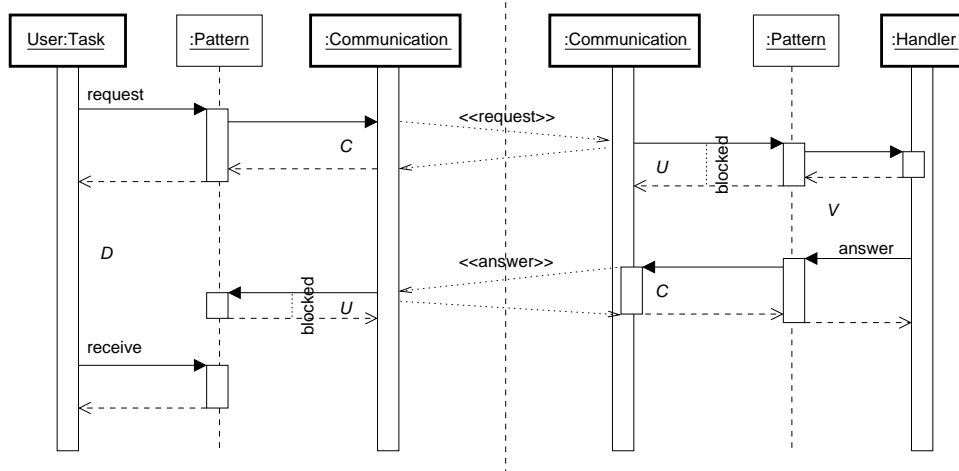 User:Task
:Pattern
:Communication
:Communication
:Pattern
:Handler
request
<<request>>
C
U
blocked
V
D
<<answer>>
answer
blocked
U
C
receive